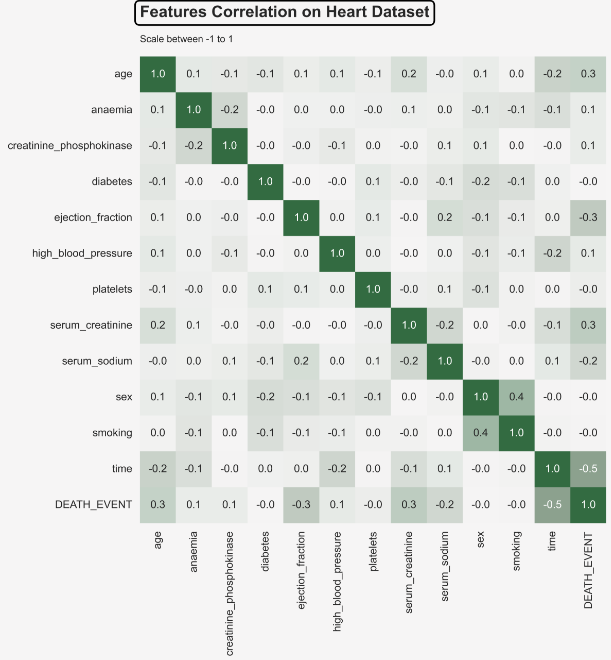 Features Correlation on Heart Dataset
Scale between -1 to 1
age 1.0 0.1 -0.1 -0.1 0.1 0.1 -0.1 0.2 -0.0 0.1 0.0 -0.2 0.3
anaemia 0.1 1.0 -0.2 -0.0 0.0 0.0 -0.0 0.1 0.0 -0.1 -0.1 -0.1 0.1
creatinine_phosphokinase -0.1 -0.2 1.0 -0.0 -0.0 -0.1 0.0 -0.0 0.1 0.1 0.0 -0.0 0.1
diabetes -0.1 -0.0 -0.0 1.0 -0.0 -0.0 0.1 -0.0 -0.1 -0.2 -0.1 0.0 -0.0
ejection_fraction 0.1 0.0 -0.0 -0.0 1.0 0.0 0.1 -0.0 0.2 -0.1 -0.1 0.0 -0.3
high_blood_pressure 0.1 0.0 -0.1 -0.0 0.0 1.0 0.0 -0.0 0.0 -0.1 -0.1 -0.2 0.1
platelets -0.1 -0.0 0.0 0.1 0.1 0.0 1.0 -0.0 0.1 -0.1 0.0 0.0 -0.0
serum_creatinine 0.2 0.1 -0.0 -0.0 -0.0 -0.0 -0.0 1.0 -0.2 0.0 -0.0 -0.1 0.3
serum_sodium -0.0 0.0 0.1 -0.1 0.2 0.0 0.1 -0.2 1.0 -0.0 0.0 0.1 -0.2
sex 0.1 -0.1 0.1 -0.2 -0.1 -0.1 -0.1 0.0 -0.0 1.0 0.4 -0.0 -0.0
smoking 0.0 -0.1 0.0 -0.1 -0.1 -0.1 0.0 -0.0 0.0 0.4 1.0 -0.0 -0.0
time -0.2 -0.1 -0.0 0.0 0.0 -0.2 0.0 -0.1 0.1 -0.0 -0.0 1.0 -0.5
DEATH_EVENT 0.3 0.1 0.1 -0.0 -0.3 0.1 -0.0 0.3 -0.2 -0.0 -0.0 -0.5 1.0
age
anaemia
creatinine_phosphokinase
diabetes
ejection_fraction
high_blood_pressure
platelets
serum_creatinine
serum_sodium
sex
smoking
time
DEATH_EVENT